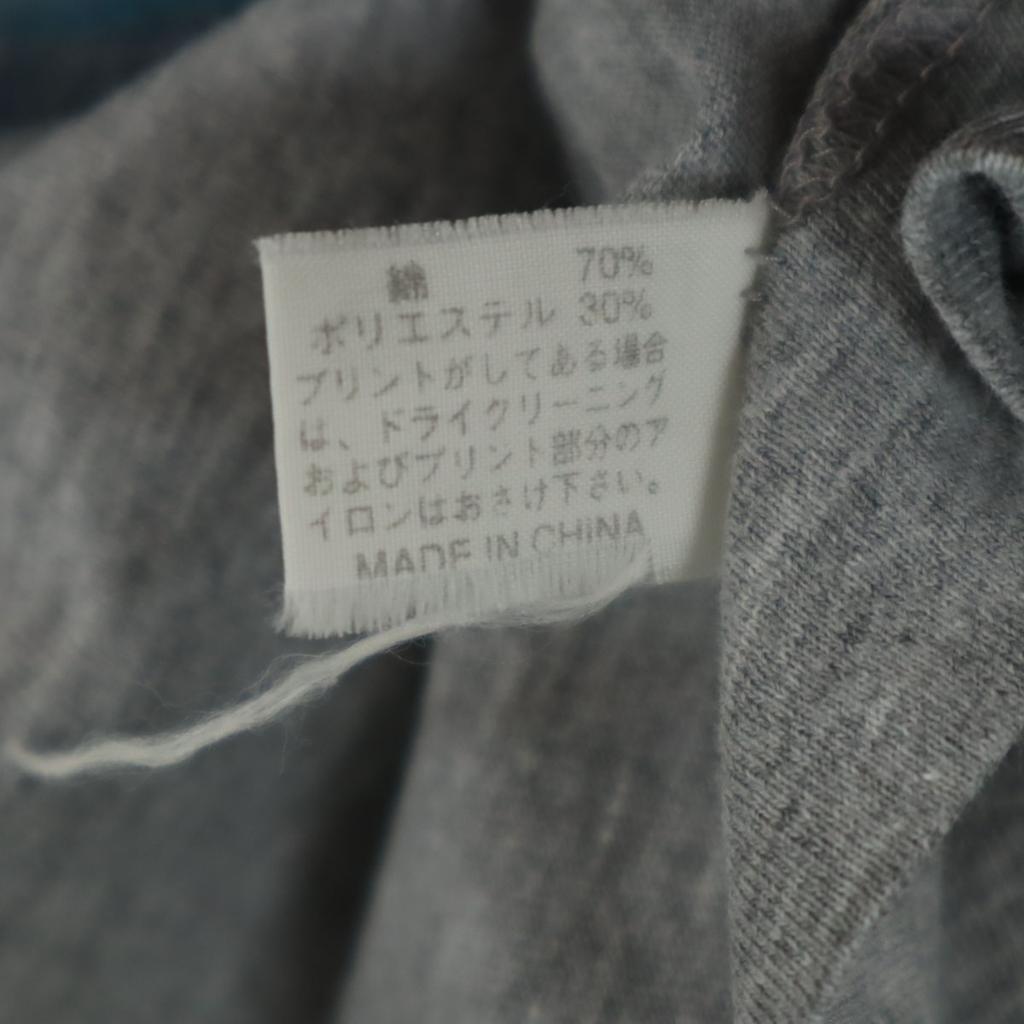 綿 70%
ポリエステル 30%
プリントがしてある場合
は、ドライクリーニング
およびプリント部分のア
イロンはおさけ下さい。
MADE IN CHINA